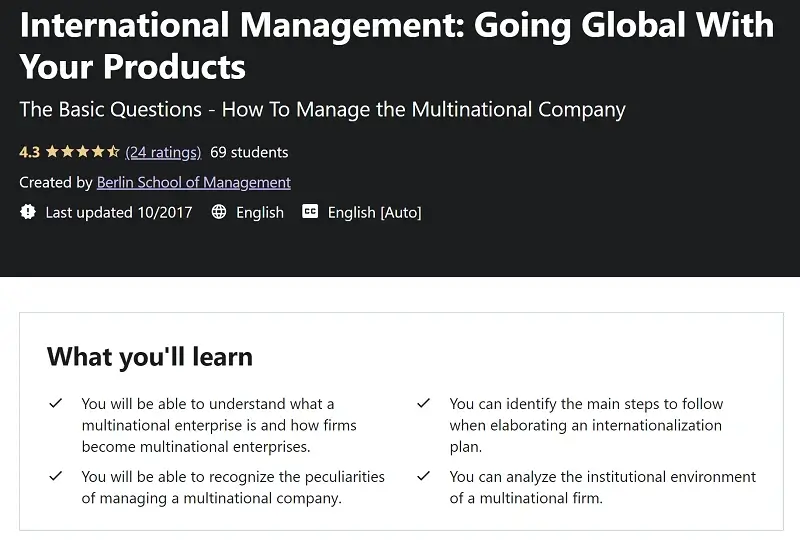 International Management: Going Global With
Your Products
The Basic Questions - How To Manage the Multinational Company
4.3 (24 ratings) 69 students
Created by Berlin School of Management
Last updated 10/2017 English CC English [Auto]
What you'll learn
You will be able to understand what a
multinational enterprise is and how firms
become multinational enterprises.
You can identify the main steps to follow
when elaborating an internationalization
plan.
You will be able to recognize the peculiarities
of managing a multinational company.
You can analyze the institutional environment
of a multinational firm.